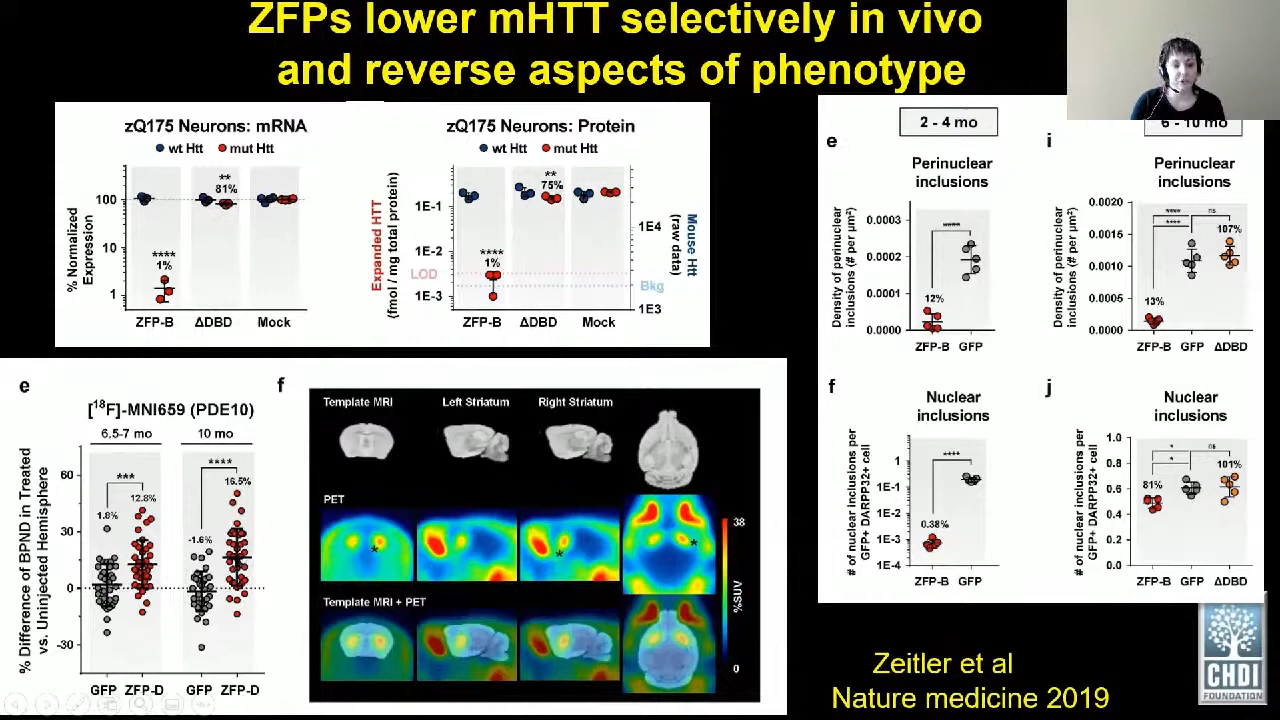 ZFPs lower mHTT selectively in vivo
and reverse aspects of phenotype
zQ175 Neurons: mRNA
wt Htt mut Htt
% Normalized
Expression
100
10
1
**
81%
****
1%
ZFP-B ΔDBD Mock
zQ175 Neurons: Protein
wt Htt mut Htt
Expanded HTT
(fmol / mg total protein)
1E-1
1E-2
1E-3
LOD
**
75%
****
1%
1E4
1E3
Bkg
Mouse Htt
(raw data)
ZFP-B ΔDBD Mock
e
2 - 4 mo
Perinuclear
inclusions
Density of perinuclear
inclusions (# per µm²)
0.0003
0.0002
0.0001
0.0000
****
12%
ZFP-B GFP
i
6 - 10 mo
Perinuclear
inclusions
Density of perinuclear
inclusions (# per µm²)
0.0020
0.0015
0.0010
0.0005
0.0000
**** ns
****
107%
13%
ZFP-B GFP ΔDBD
f
Nuclear
inclusions
# of nuclear inclusions per
GFP+ DARPP32+ cell
1
1E-1
1E-2
1E-3
1E-4
****
0.38%
ZFP-B GFP
j
Nuclear
inclusions
# of nuclear inclusions per
GFP+ DARPP32+ cell
1.0
0.8
0.6
0.4
0.2
0.0
* ns
*
81%
101%
ZFP-B GFP ΔDBD
e
[¹⁸F]-MNI659 (PDE10)
6.5-7 mo 10 mo
% Difference of BPND in Treated
vs. Uninjected Hemisphere
60
30
0
-30
***
1.8%
12.8%
****
-1.6%
16.5%
GFP ZFP-D GFP ZFP-D
f
Template MRI Left Striatum Right Striatum
PET
* * *
Template MRI + PET
38
%SUV
0
Zeitler et al
Nature medicine 2019
CHDI
FOUNDATION